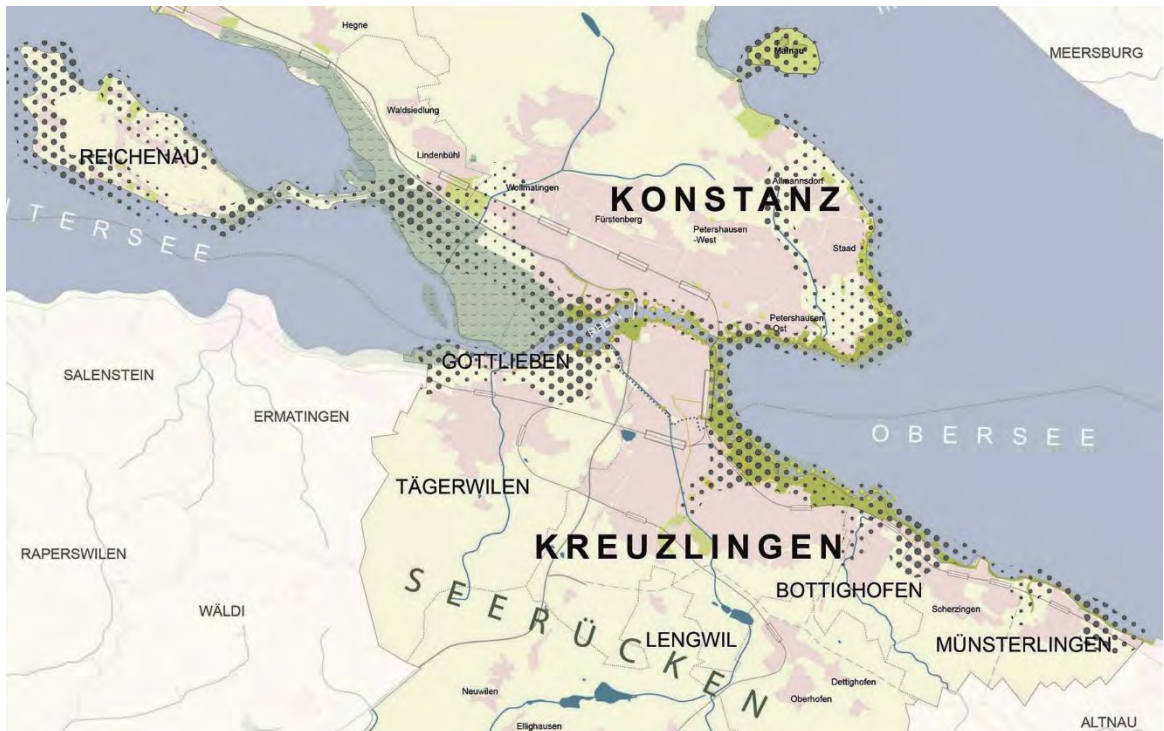 Hegne
MEERSBURG
Mainau
Waldsiedlung
Lindenbühl
REICHENAU
Wollmatingen
KONSTANZ
Allmannsdorf
Fürstenberg
Petershausen
-West
Staad
TERSEE
Petershausen
-Ost
RHEIN
GOTTLIEBEN
SALENSTEIN
ERMATINGEN
OBERSEE
TÄGERWILEN
KREUZLINGEN
RAPERSWILEN
SEERÜCKEN
BOTTIGHOFEN
WÄLDI
Scherzingen
LENGWIL
MÜNSTERLINGEN
Dettighofen
Neuwilen
Oberhofen
Ellighausen
ALTNAU